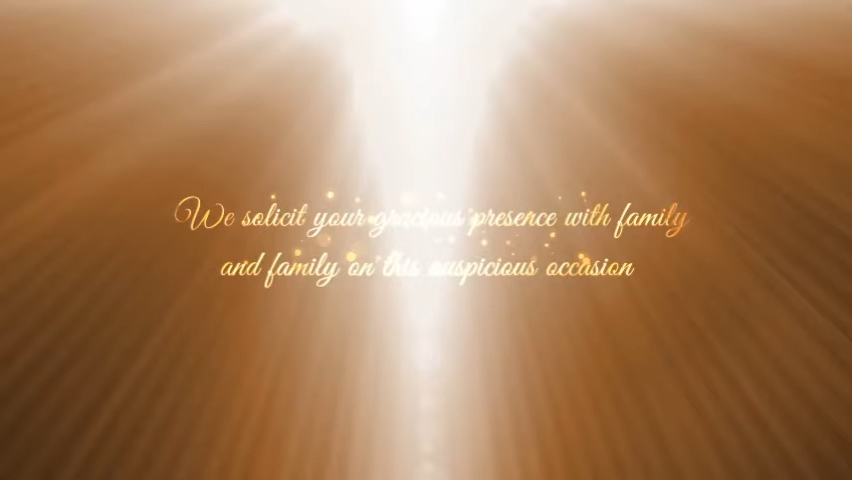 We solicit your gracious presence with family
and family on this auspicious occasion